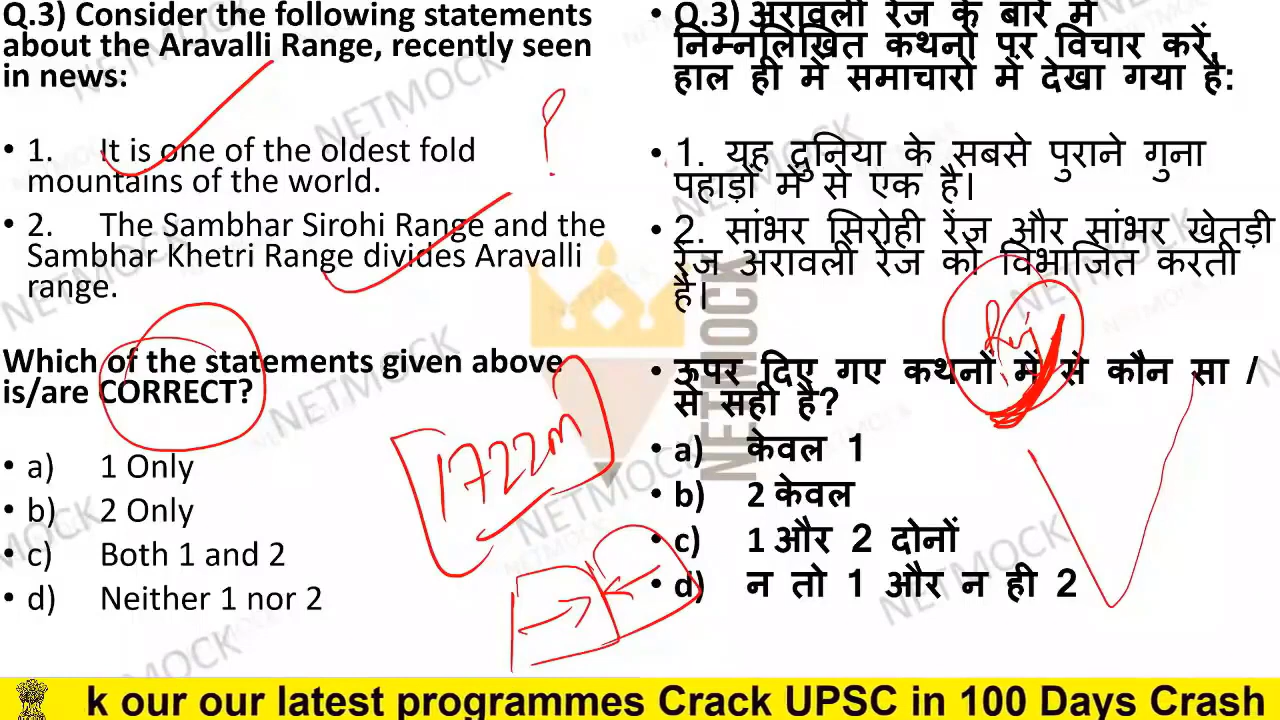 Q.3) Consider the following statements
about the Aravalli Range, recently seen
in news:
• 1. It is one of the oldest fold
mountains of the world.
• 2. The Sambhar Sirohi Range and the
Sambhar Khetri Range divides Aravalli
range.
Which of the statements given above
is/are CORRECT?
• a) 1 Only
• b) 2 Only
• c) Both 1 and 2
• d) Neither 1 nor 2
1722m
• Q.3) अरावली रेंज के बारे में
निम्नलिखित कथनों पर विचार करें,
हाल ही में समाचारों में देखा गया है:
• 1. यह दुनिया के सबसे पुराने गुना
पहाड़ों में से एक है।
• 2. सांभर सिरोही रेंज और सांभर खेतड़ी
रेंज अरावली रेंज को विभाजित करती
है।
Raj
• ऊपर दिए गए कथनों में से कौन सा /
से सही है?
• a) केवल 1
• b) 2 केवल
• c) 1 और 2 दोनों
• d) न तो 1 और न ही 2
NETMOCK
k our our latest programmes Crack UPSC in 100 Days Crash